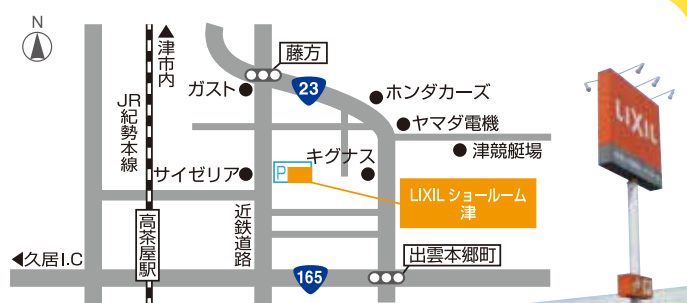 N
▲津市内
藤方
ガスト
23
ホンダカーズ
JR紀勢本線
ヤマダ電機
津競艇場
キグナス
サイゼリア
P
LIXIL ショールーム
津
高茶屋駅
近鉄道路
出雲本郷町
◀久居I.C
165
LIXIL